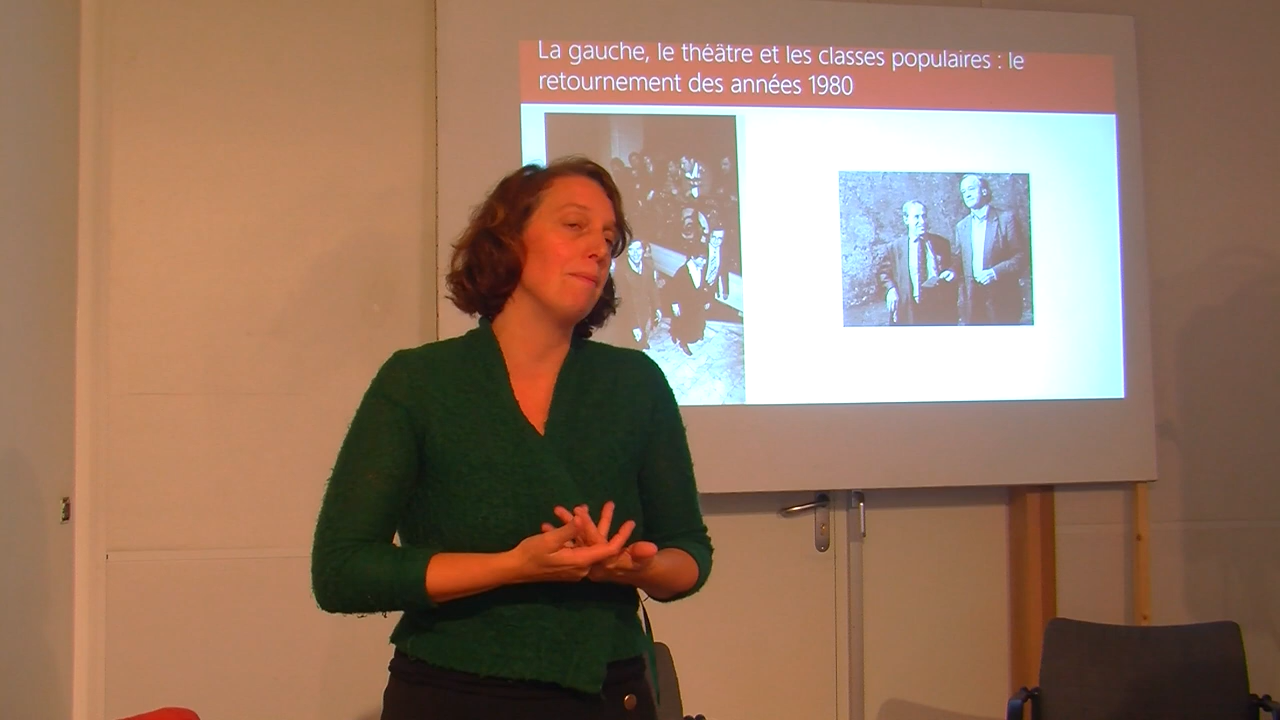 La gauche, le théâtre et les classes populaires : le
retournement des années 1980